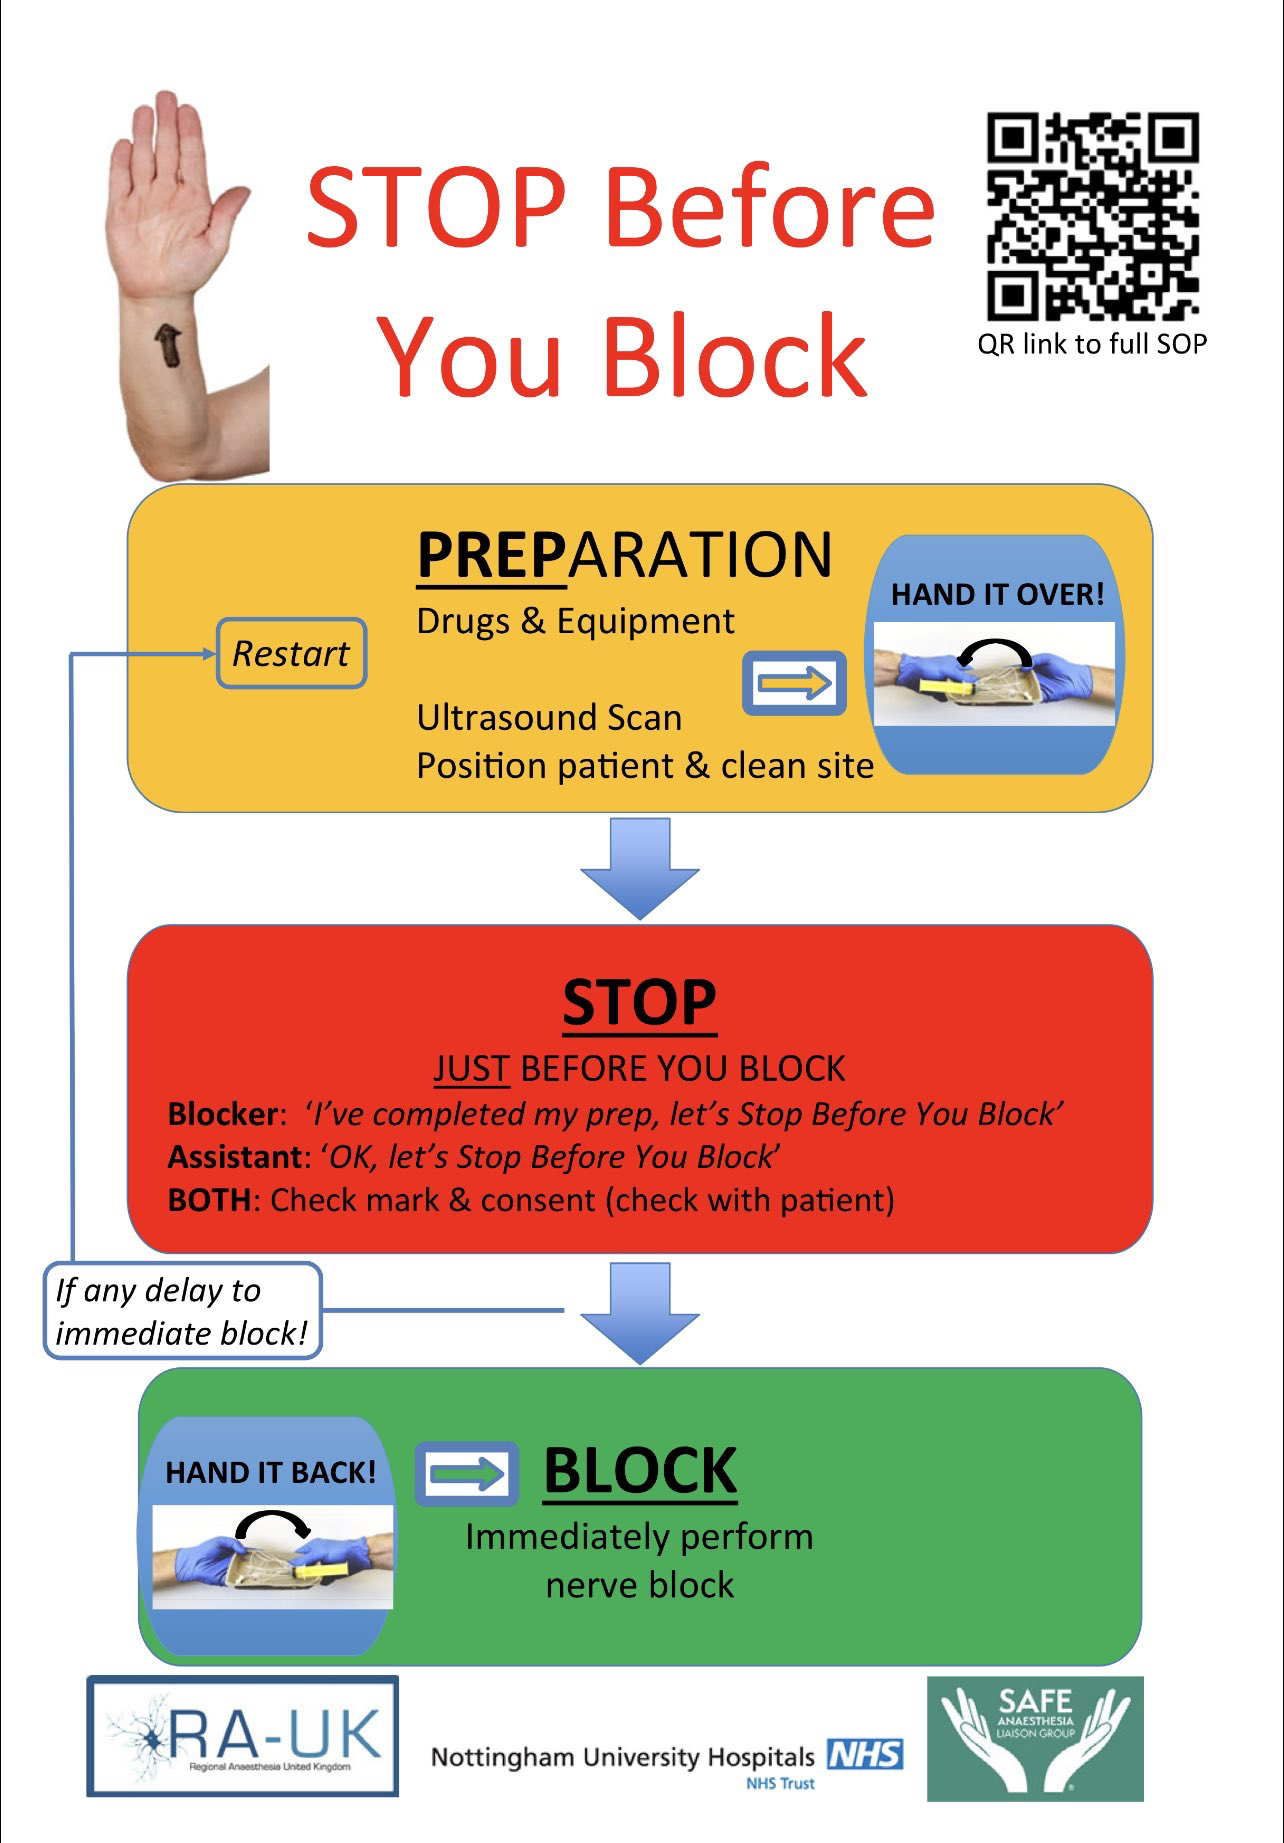 STOP Before
You Block
QR link to full SOP
PREPARATION
Drugs & Equipment
HAND IT OVER!
Restart
Ultrasound Scan
Position patient & clean site
STOP
JUST BEFORE YOU BLOCK
Blocker:  ‘I’ve completed my prep, let’s Stop Before You Block’
Assistant: ‘OK, let’s Stop Before You Block’
BOTH: Check mark & consent (check with patient)
If any delay to
immediate block!
HAND IT BACK!
BLOCK
Immediately perform
nerve block
RA-UK
Regional Anaesthesia United Kingdom
Nottingham University Hospitals NHS
NHS Trust
SAFE
ANAESTHESIA
LIAISON GROUP